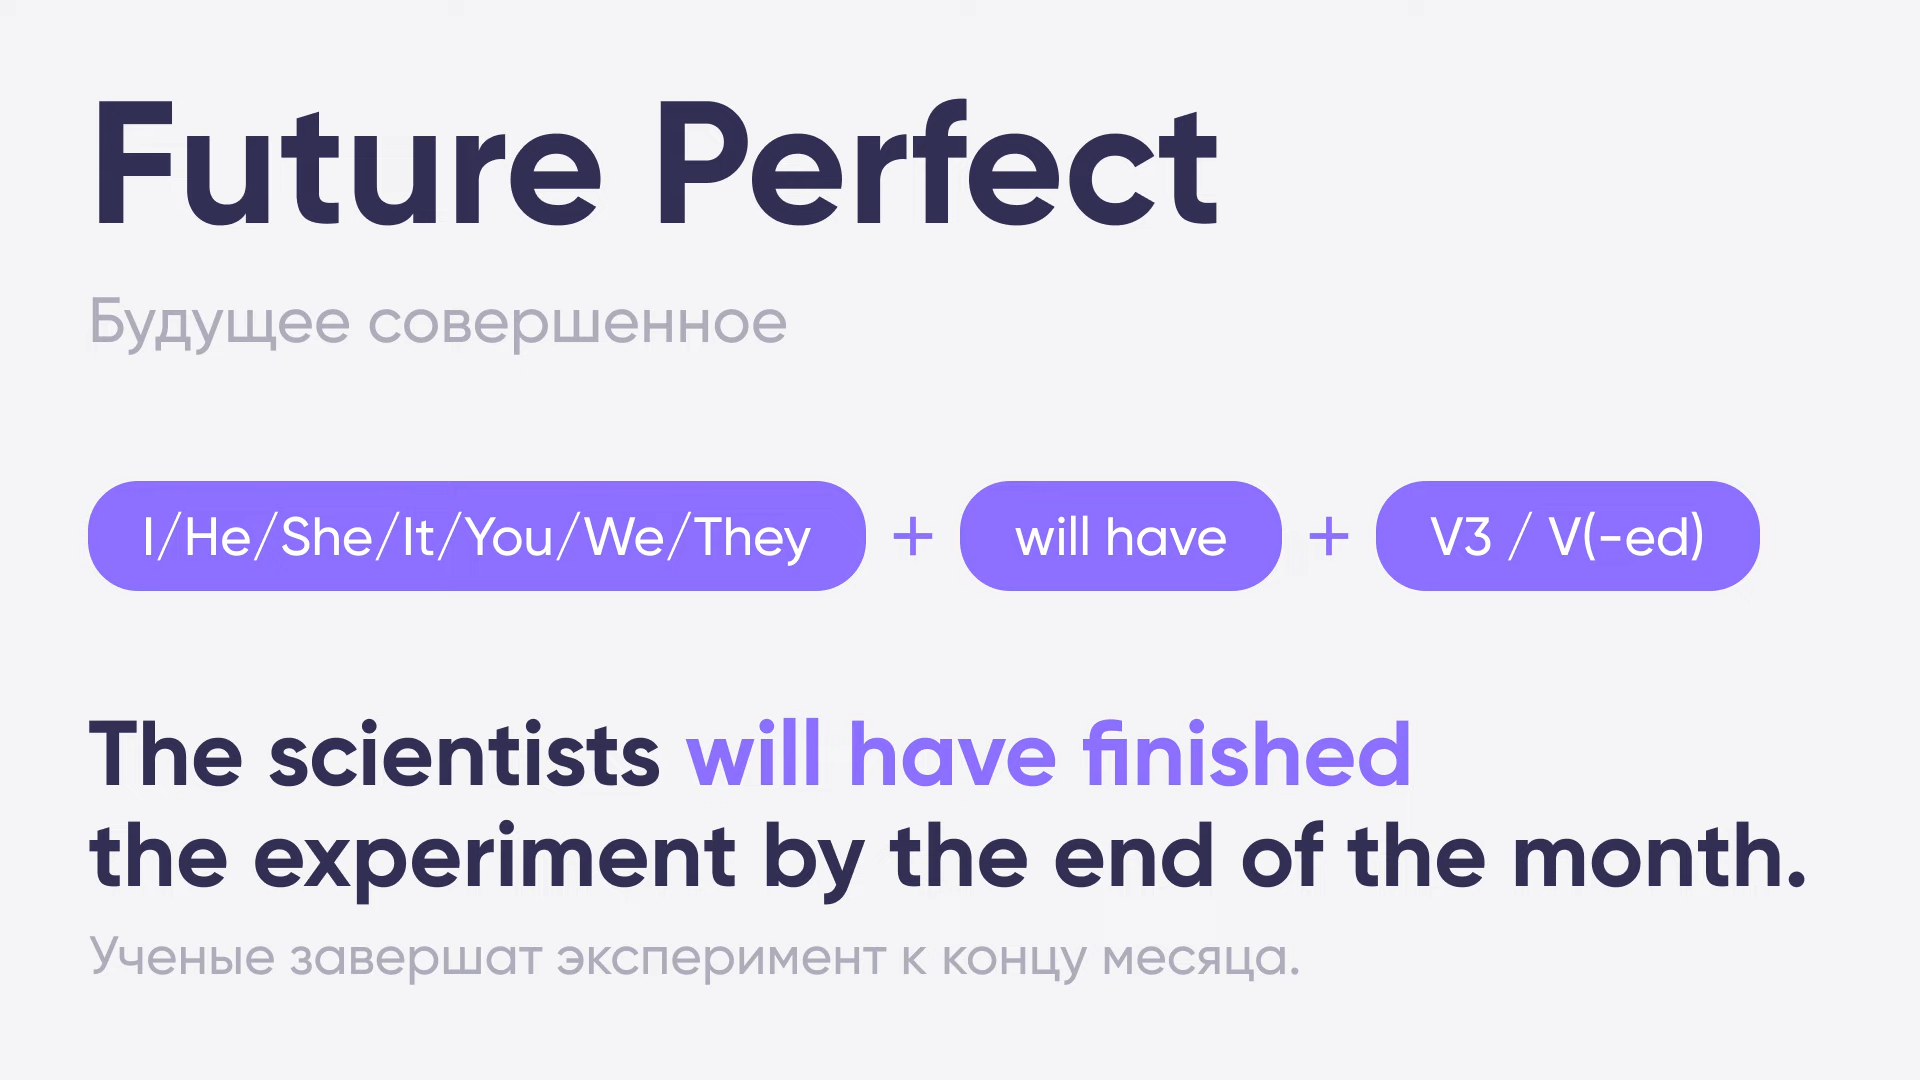 Future Perfect
Будущее совершенное
I/He/She/It/You/We/They + will have + V3 / V(-ed)
The scientists will have finished
the experiment by the end of the month.
Ученые завершат эксперимент к концу месяца.